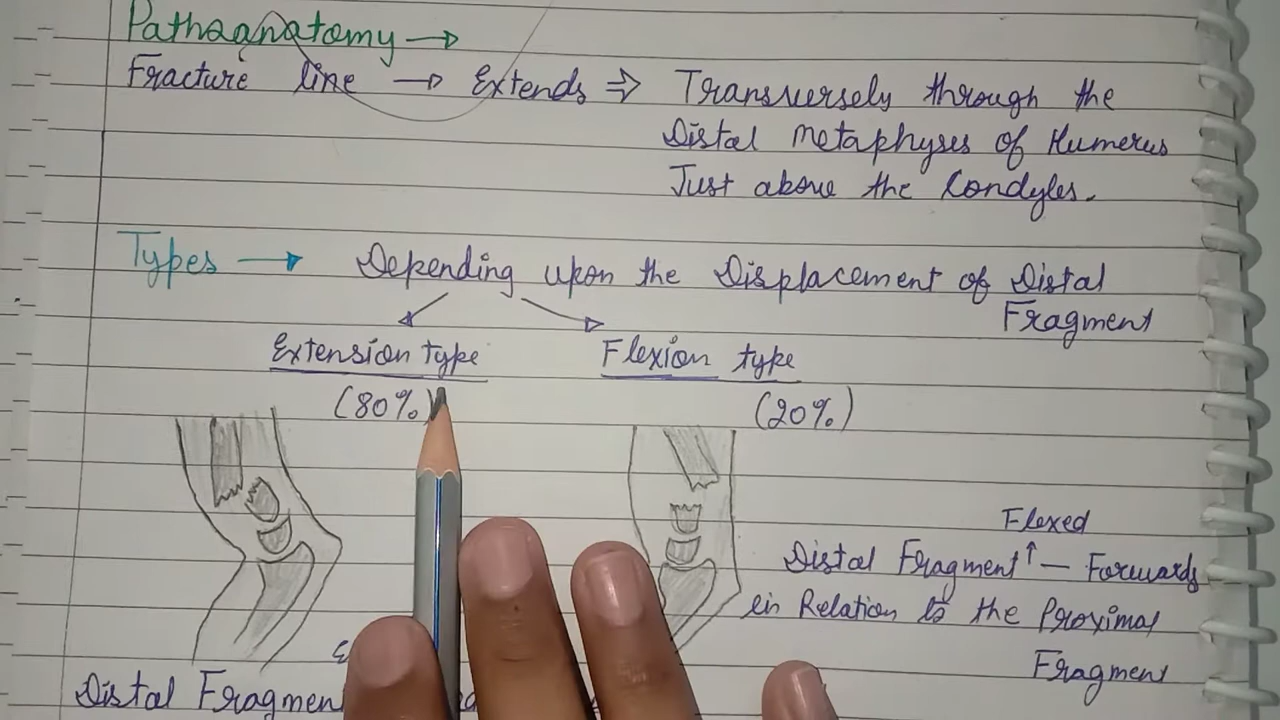 Pathoanatomy →
Fracture line → Extends ⇒ Transversely through the
Distal Metaphyses of Humerus
Just above the Condyles.
Types → Depending upon the Displacement of Distal
Fragment
Extension type Flexion type
(80%) (20%)
Flexed
Distal Fragment ↑ — Forwards
in Relation to the Proximal
Fragment
Distal Fragment